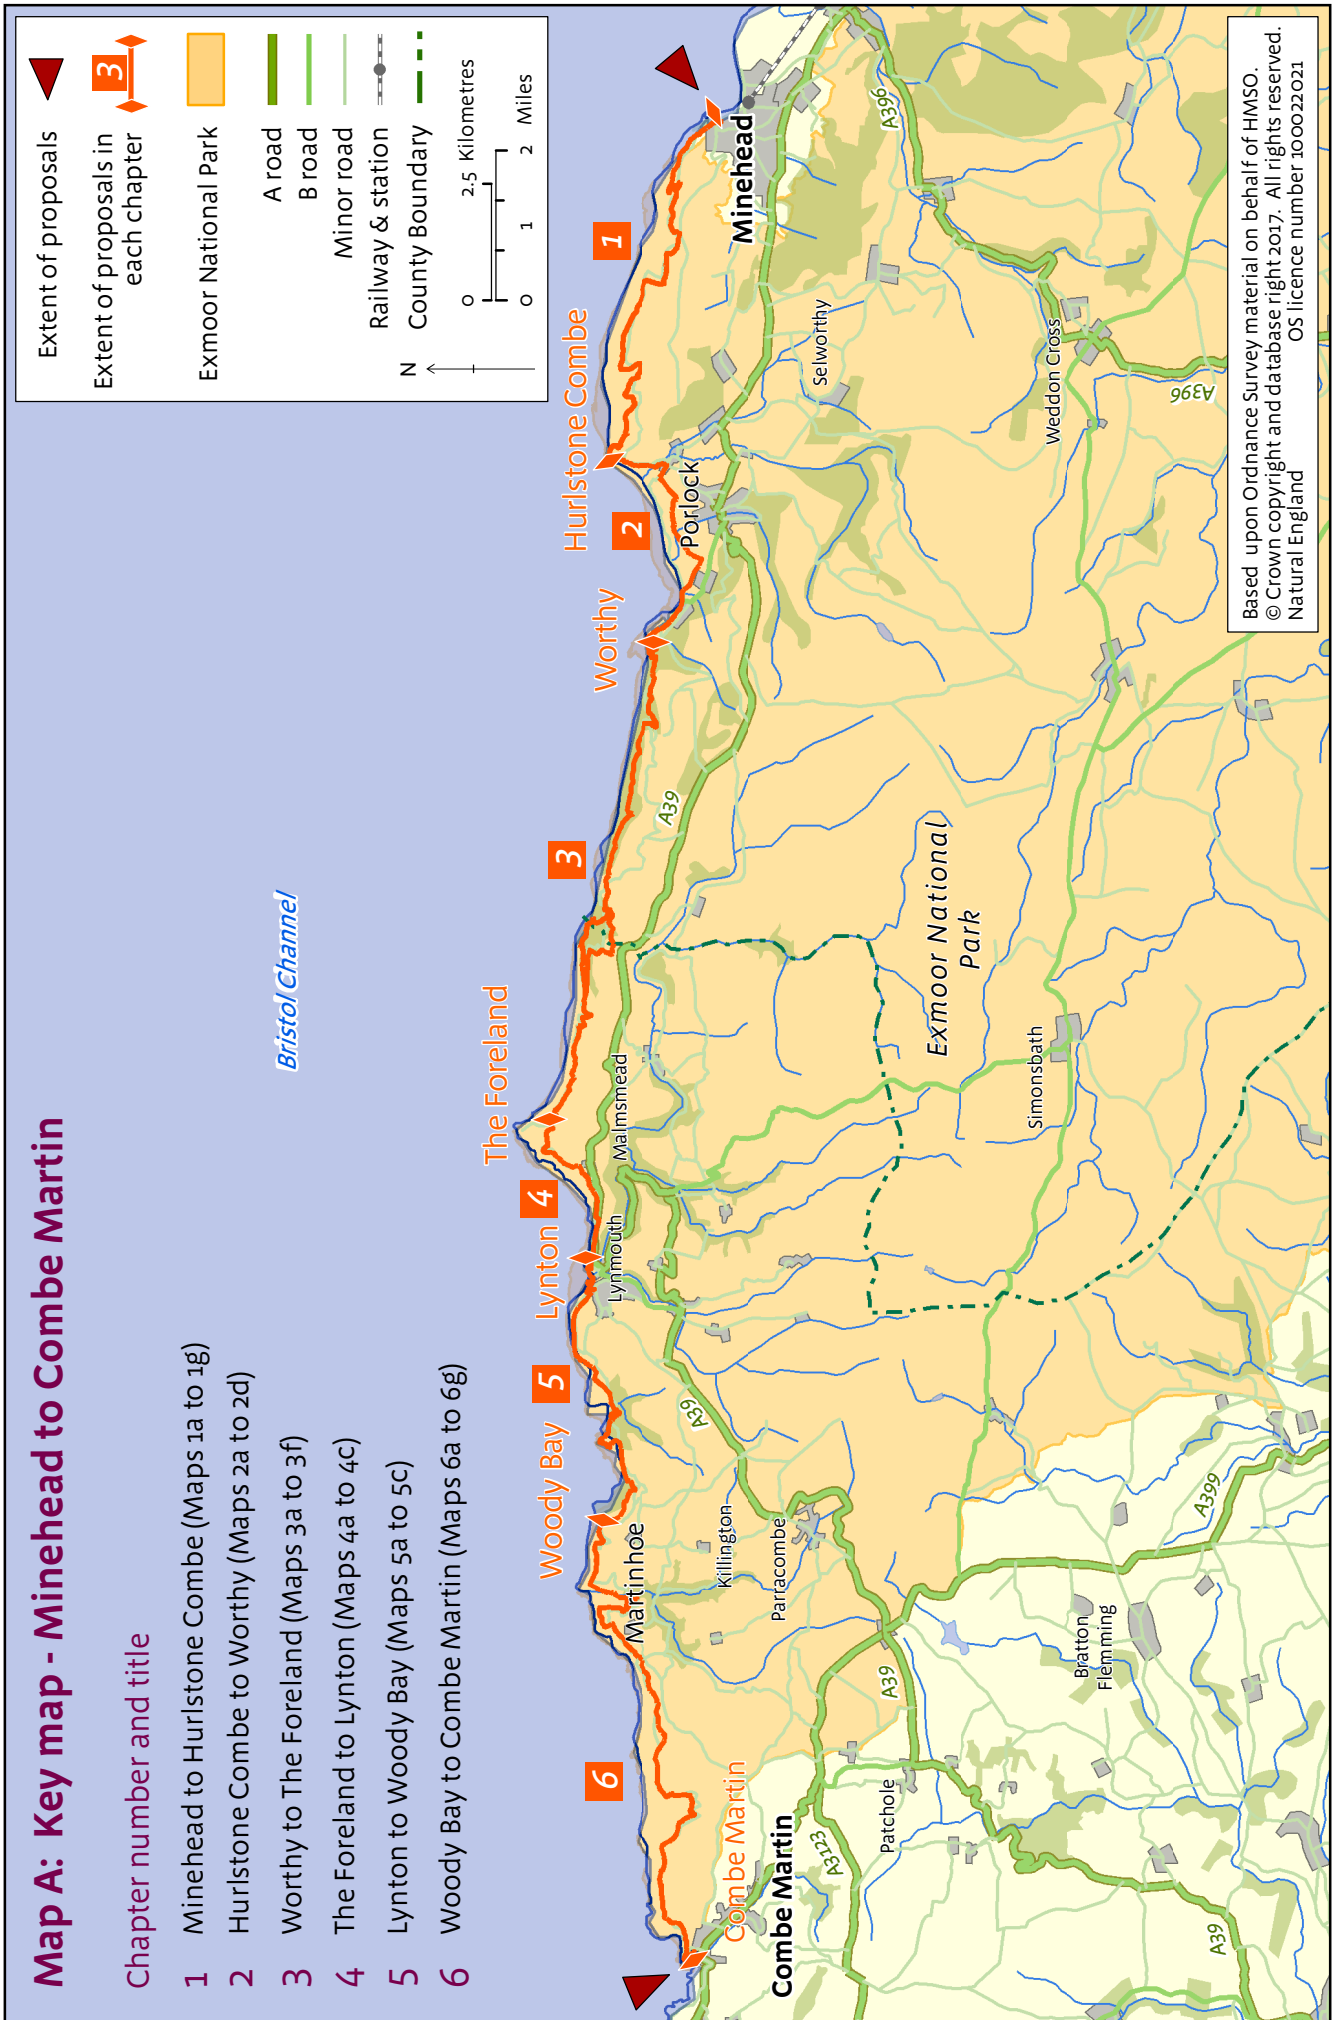 Map A: Key map - Minehead to Combe Martin
Chapter number and title
1 Minehead to Hurlstone Combe (Maps 1a to 1g)
2 Hurlstone Combe to Worthy (Maps 2a to 2d)
3 Worthy to The Foreland (Maps 3a to 3f)
4 The Foreland to Lynton (Maps 4a to 4c)
5 Lynton to Woody Bay (Maps 5a to 5c)
6 Woody Bay to Combe Martin (Maps 6a to 6g)
Extent of proposals
Extent of proposals in
each chapter
3
Exmoor National Park
A road
B road
Minor road
Railway & station
County Boundary
N
0 2.5 Kilometres
0 1 2 Miles
Bristol Channel
The Foreland
Hurlstone Combe
Lynton
Woody Bay
Worthy
Combe Martin
6
5
4
3
2
1
Combe Martin
Martinhoe
Killington
Parracombe
Lynmouth
Malmsmead
Porlock
Minehead
Selworthy
Weddon Cross
Simonsbath
Exmoor National
Park
Patchole
Bratton
Flemming
A3123
A39
A39
A39
A39
A399
A396
A396
Based upon Ordnance Survey material on behalf of HMSO.
© Crown copyright and database right 2017. All rights reserved.
Natural England OS licence number 100022021